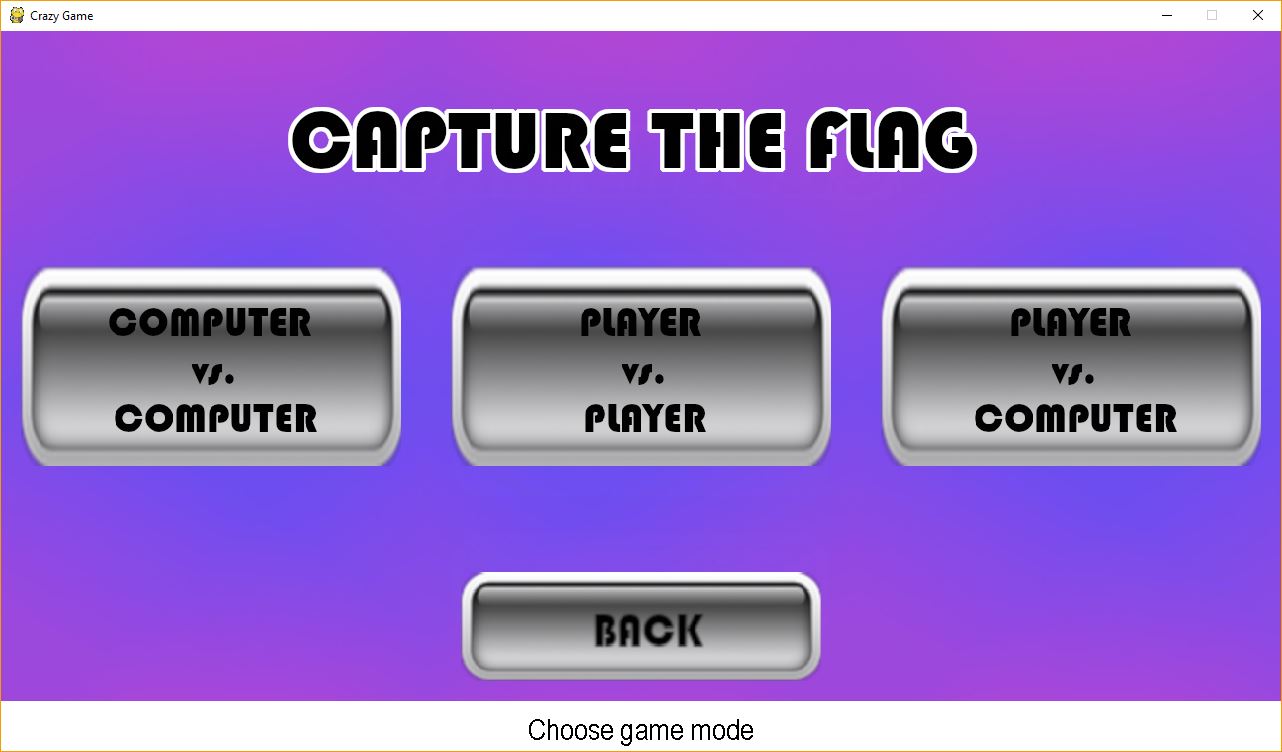 Crazy Game
CAPTURE THE FLAG
COMPUTER
vs.
COMPUTER
PLAYER
vs.
PLAYER
PLAYER
vs.
COMPUTER
BACK
Choose game mode